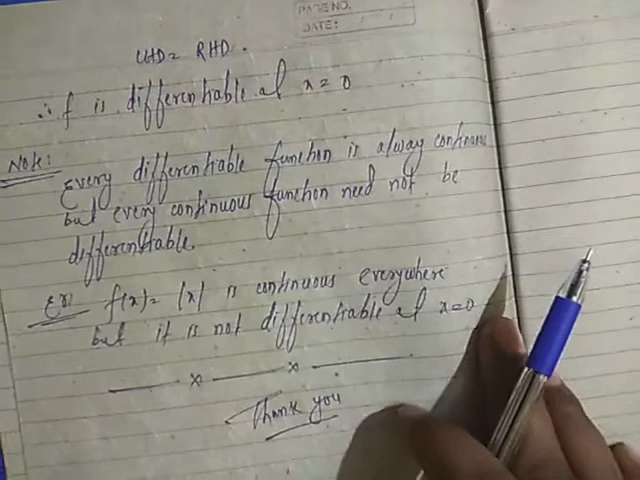 PAGE NO.
DATE: / /
LHD = RHD.
∴ f is differentiable at x = 0
Note:
Every differentiable function is alway continuous
but every continuous function need not be
differentiable.
Ex) f(x) = |x| is continuous everywhere
but it is not differentiable at x=0
x x
Thank you